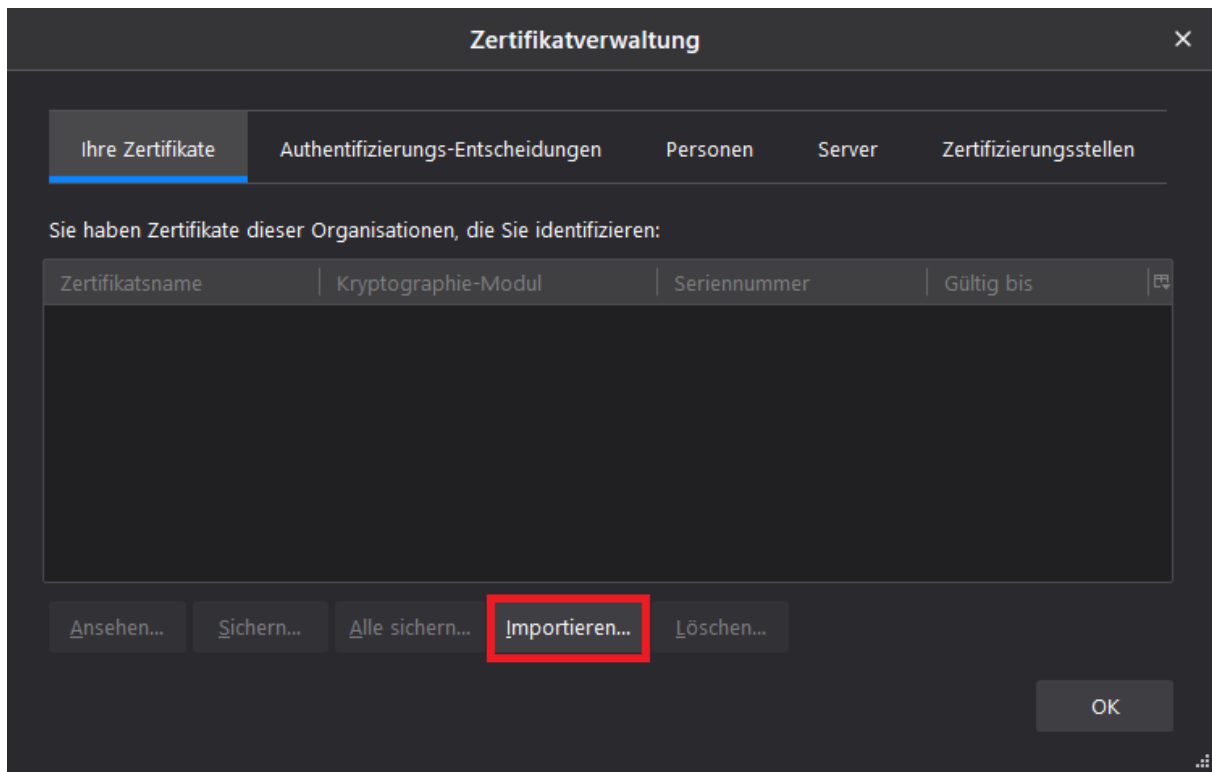 Zertifikatverwaltung
Ihre Zertifikate Authentifizierungs-Entscheidungen Personen Server Zertifizierungsstellen
Sie haben Zertifikate dieser Organisationen, die Sie identifizieren:
Zertifikatsname Kryptographie-Modul Seriennummer Gültig bis
Ansehen... Sichern... Alle sichern... Importieren... Löschen...
OK